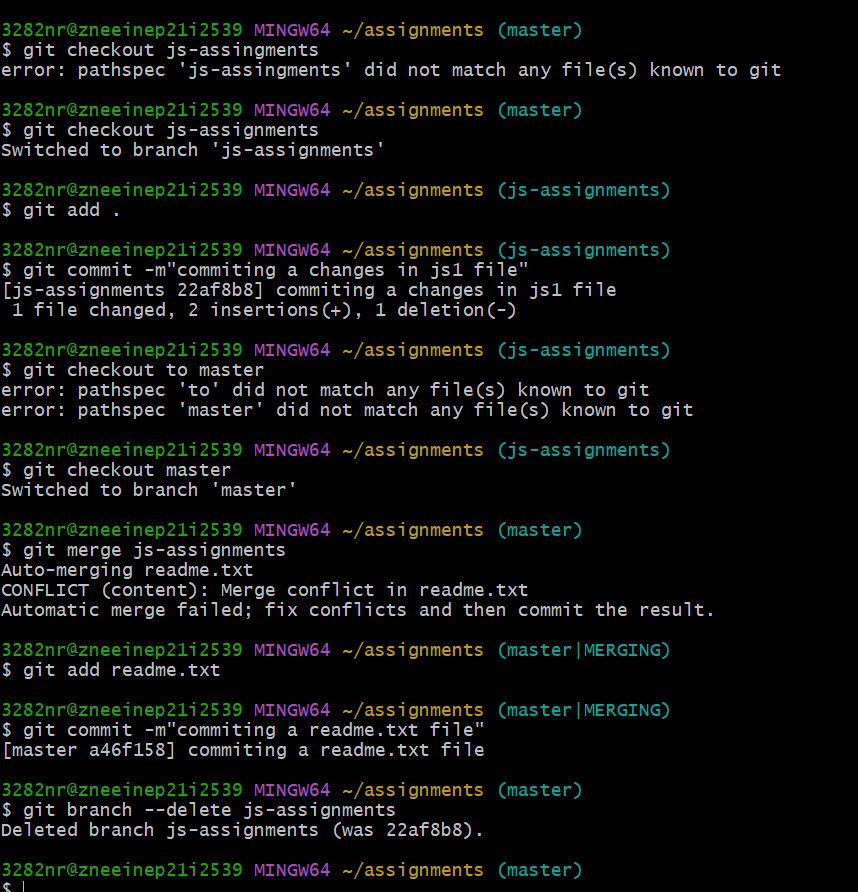 3282nr@zneeinep21i2539 MINGW64 ~/assignments (master)
$ git checkout js-assingments
error: pathspec 'js-assingments' did not match any file(s) known to git
3282nr@zneeinep21i2539 MINGW64 ~/assignments (master)
$ git checkout js-assignments
Switched to branch 'js-assignments'
3282nr@zneeinep21i2539 MINGW64 ~/assignments (js-assignments)
$ git add .
3282nr@zneeinep21i2539 MINGW64 ~/assignments (js-assignments)
$ git commit -m"commiting a changes in js1 file"
[js-assignments 22af8b8] commiting a changes in js1 file
 1 file changed, 2 insertions(+), 1 deletion(-)
3282nr@zneeinep21i2539 MINGW64 ~/assignments (js-assignments)
$ git checkout to master
error: pathspec 'to' did not match any file(s) known to git
error: pathspec 'master' did not match any file(s) known to git
3282nr@zneeinep21i2539 MINGW64 ~/assignments (js-assignments)
$ git checkout master
Switched to branch 'master'
3282nr@zneeinep21i2539 MINGW64 ~/assignments (master)
$ git merge js-assignments
Auto-merging readme.txt
CONFLICT (content): Merge conflict in readme.txt
Automatic merge failed; fix conflicts and then commit the result.
3282nr@zneeinep21i2539 MINGW64 ~/assignments (master|MERGING)
$ git add readme.txt
3282nr@zneeinep21i2539 MINGW64 ~/assignments (master|MERGING)
$ git commit -m"commiting a readme.txt file"
[master a46f158] commiting a readme.txt file
3282nr@zneeinep21i2539 MINGW64 ~/assignments (master)
$ git branch --delete js-assignments
Deleted branch js-assignments (was 22af8b8).
3282nr@zneeinep21i2539 MINGW64 ~/assignments (master)
$